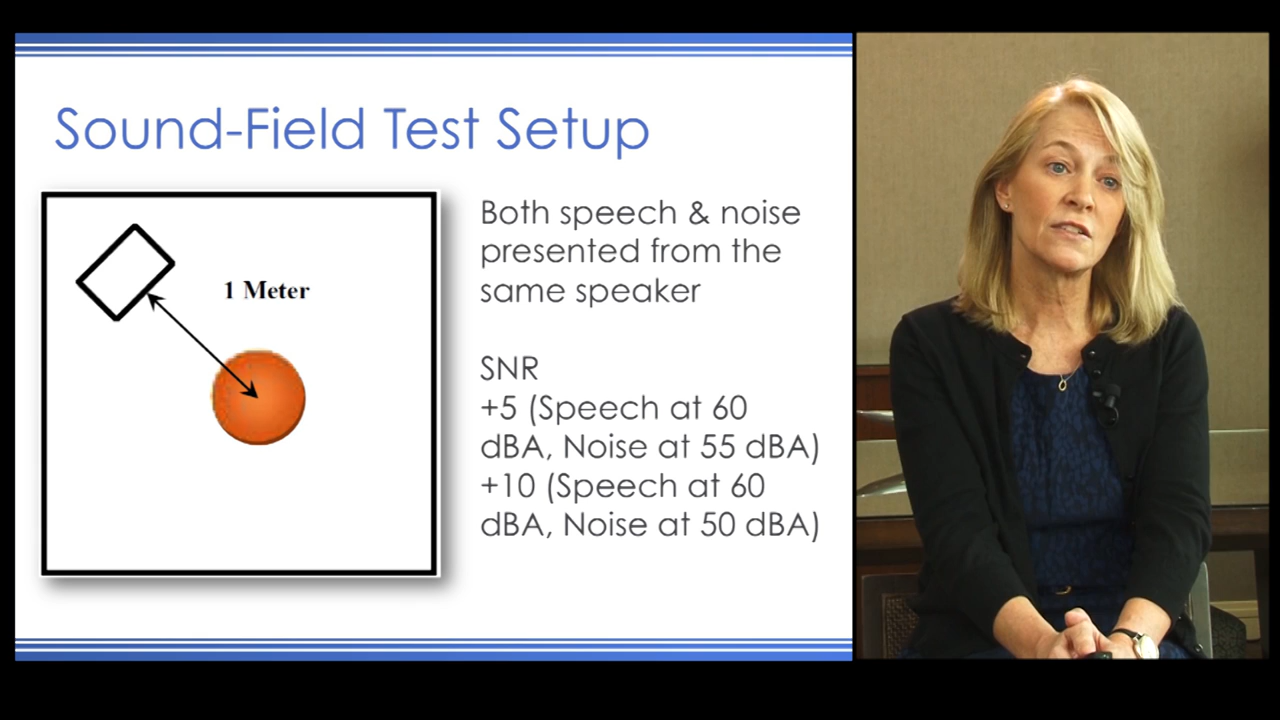 Sound-Field Test Setup
1 Meter
Both speech & noise
presented from the
same speaker
SNR
+5 (Speech at 60
dBA, Noise at 55 dBA)
+10 (Speech at 60
dBA, Noise at 50 dBA)